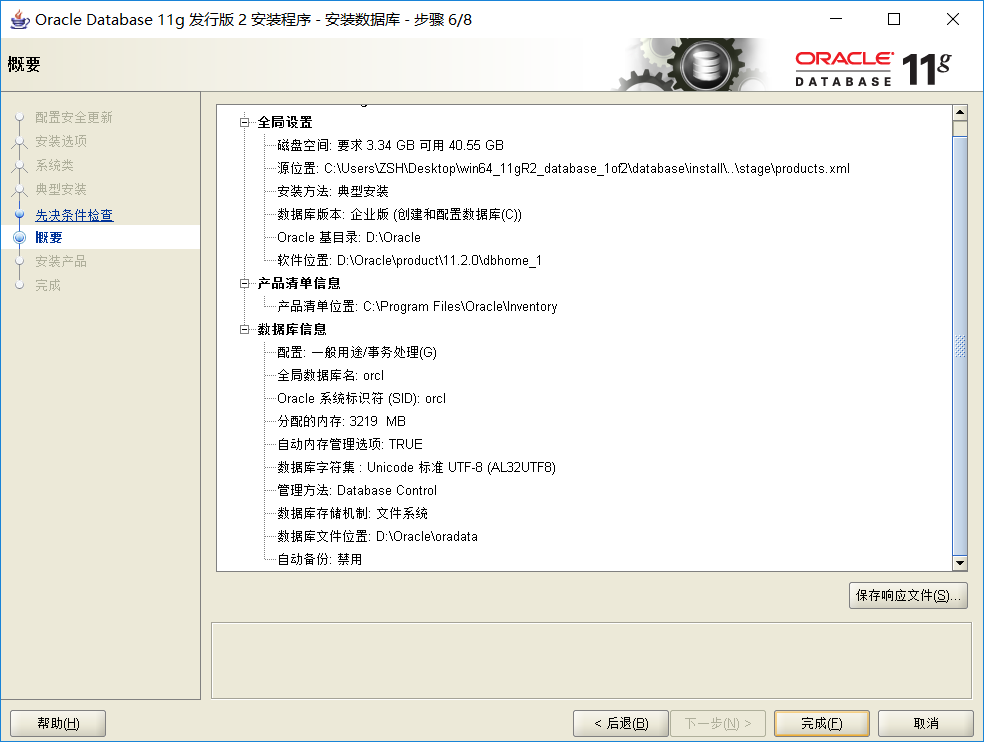 Oracle Database 11g 发行版 2 安装程序 - 安装数据库 - 步骤 6/8
概要
ORACLE
DATABASE
11g
配置安全更新
安装选项
系统类
典型安装
先决条件检查
概要
安装产品
完成
全局设置
磁盘空间: 要求 3.34 GB 可用 40.55 GB
源位置: C:\Users\ZSH\Desktop\win64_11gR2_database_1of2\database\install\..\stage\products.xml
安装方法: 典型安装
数据库版本: 企业版 (创建和配置数据库(C))
Oracle 基目录: D:\Oracle
软件位置: D:\Oracle\product\11.2.0\dbhome_1
产品清单信息
产品清单位置: C:\Program Files\Oracle\Inventory
数据库信息
配置: 一般用途/事务处理(G)
全局数据库名: orcl
Oracle 系统标识符 (SID): orcl
分配的内存: 3219 MB
自动内存管理选项: TRUE
数据库字符集 : Unicode 标准 UTF-8 (AL32UTF8)
管理方法: Database Control
数据库存储机制: 文件系统
数据库文件位置: D:\Oracle\oradata
自动备份: 禁用
保存响应文件(S)...
帮助(H)
< 后退(B)
下一步(N) >
完成(F)
取消